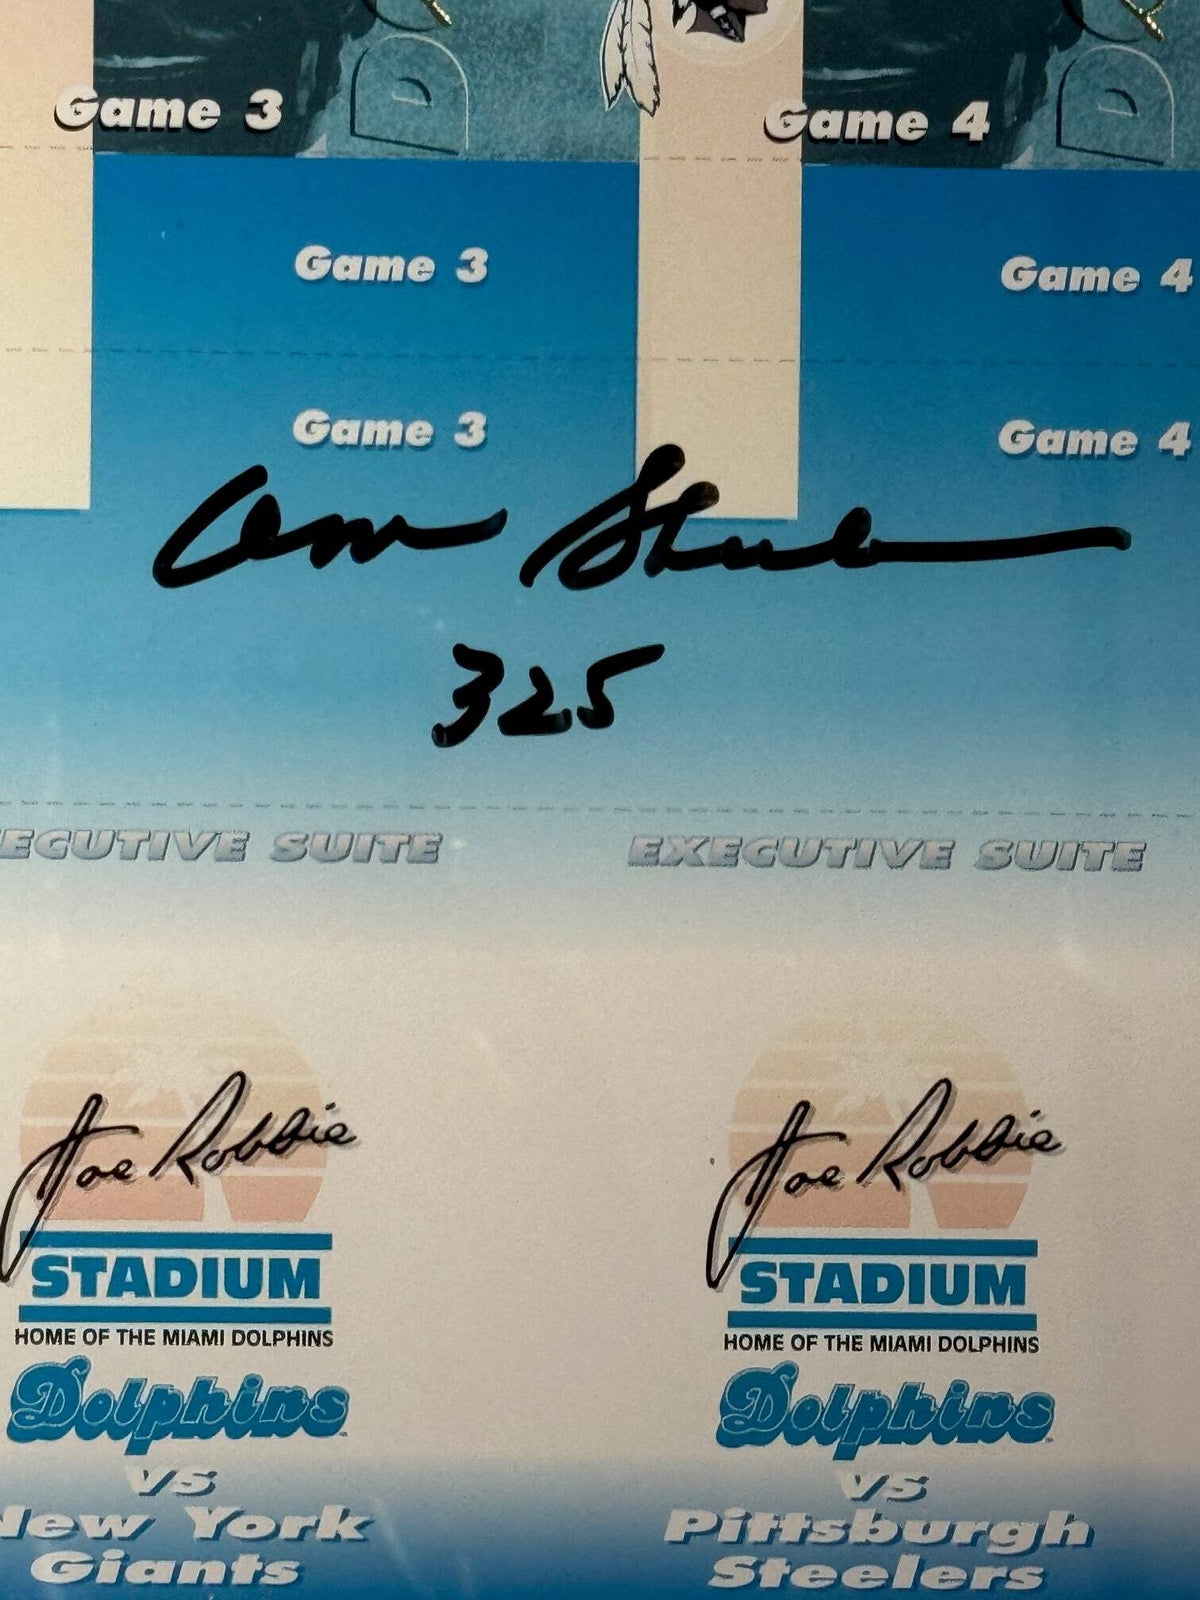 Game 3 Game 4
Game 3 Game 4
Game 3 Game 4
325
EXECUTIVE SUITE
Joe Robbie Joe Robbie
STADIUM STADIUM
HOME OF THE MIAMI DOLPHINS HOME OF THE MIAMI DOLPHINS
Dolphins Dolphins
vs vs
New York Pittsburgh
Giants Steelers